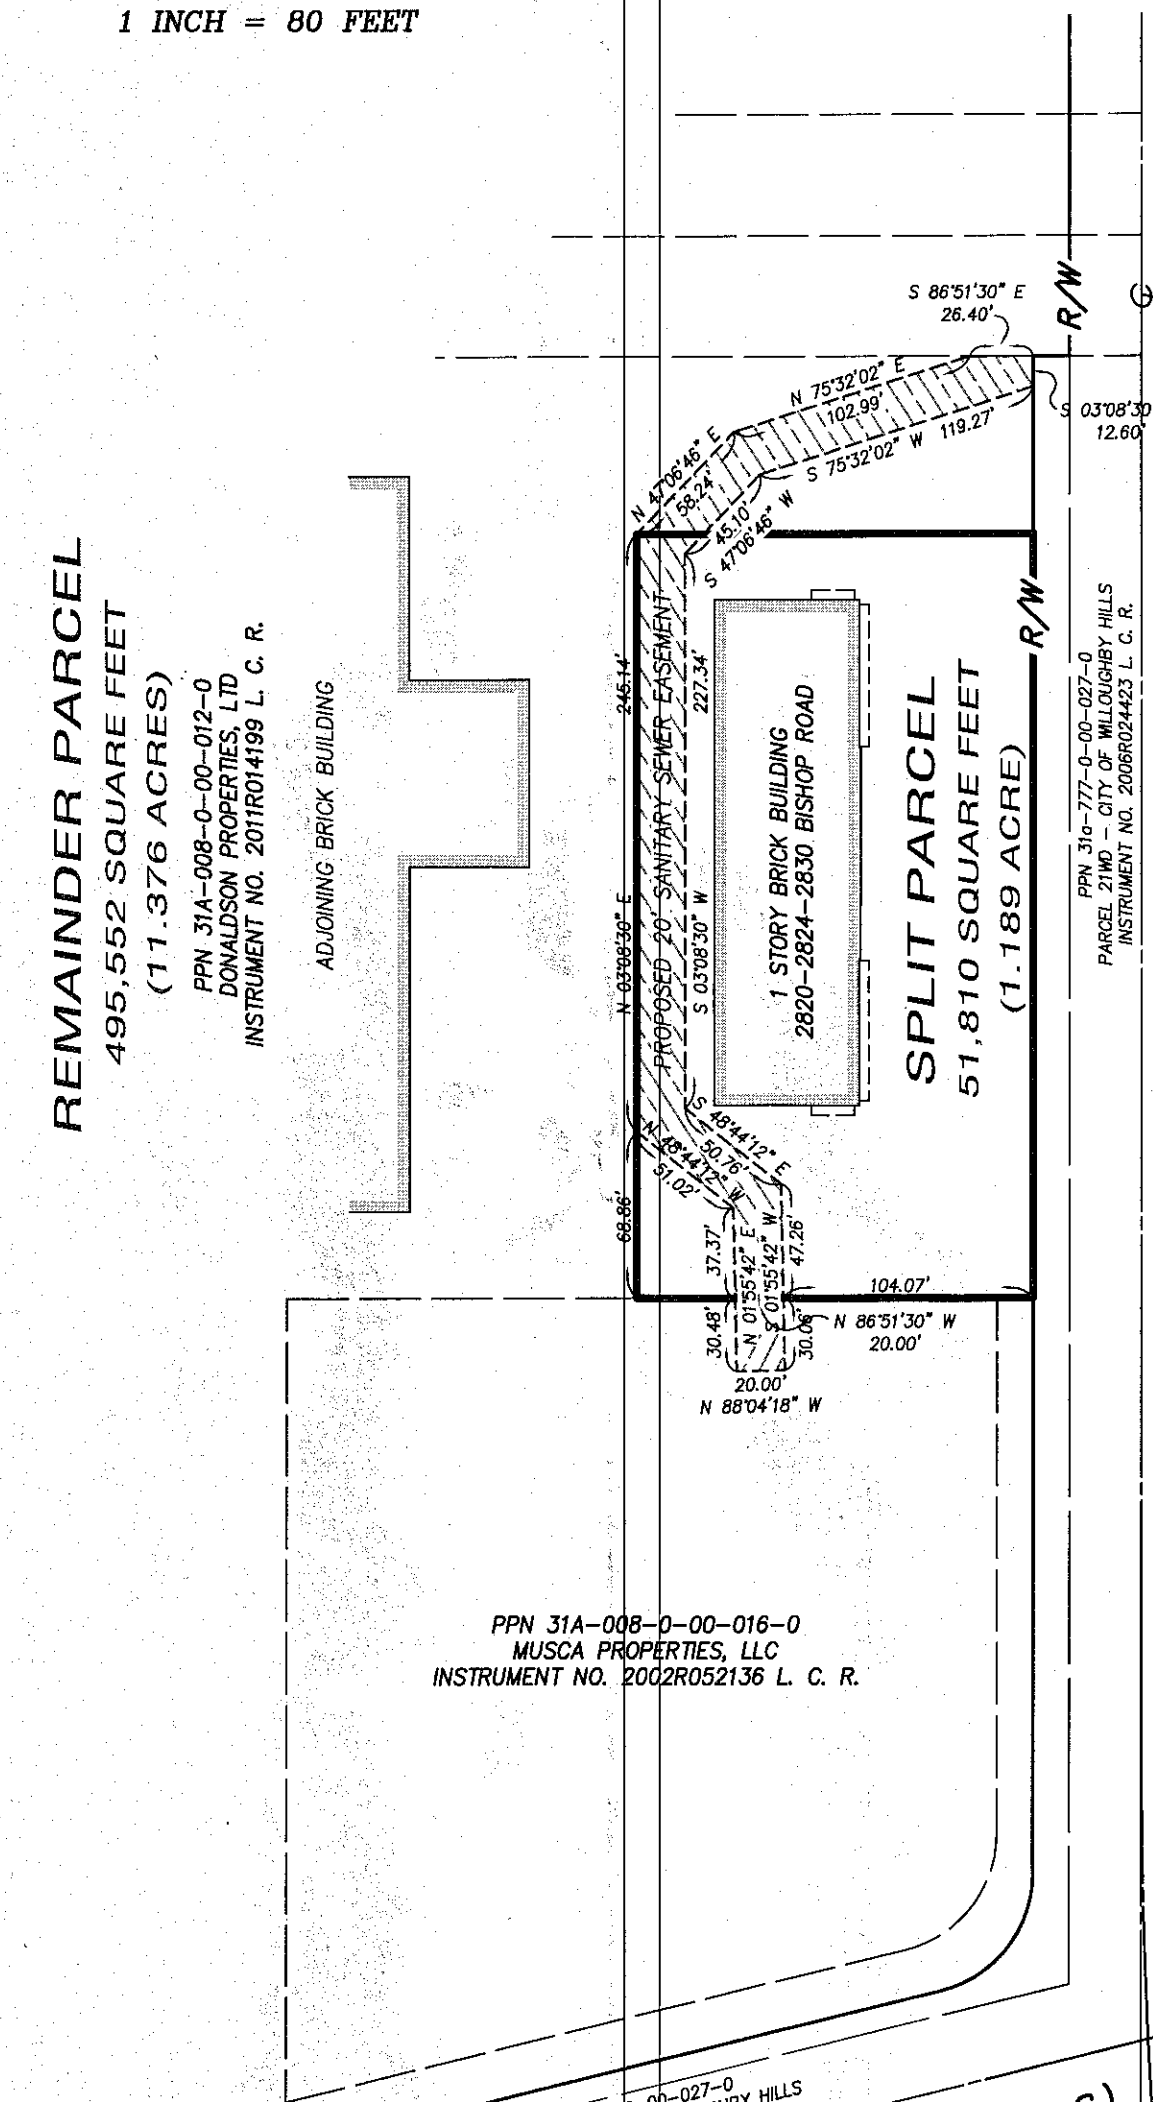 1 INCH = 80 FEET
S 86°51'30" E
26.40'
R/W
N 75°32'02" E
102.99'
S 03°08'30
12.60'
S 75°32'02" W 119.27'
N 47°06'46" E
58.24'
45.10'
S 47°06'46" W
REMAINDER PARCEL
495,552 SQUARE FEET
(11.376 ACRES)
PPN 31A-008-0-00-012-0
DONALDSON PROPERTIES, LTD
INSTRUMENT NO. 2011R014199 L. C. R.
ADJOINING BRICK BUILDING
245.14'
N 03°08'30" E
PROPOSED 20' SANITARY SEWER EASEMENT
227.34'
S 03°08'30" W
1 STORY BRICK BUILDING
2820-2824-2830 BISHOP ROAD
SPLIT PARCEL
51,810 SQUARE FEET
(1.189 ACRE)
R/W
PPN 31a-777-0-00-027-0
PARCEL 21WD - CITY OF WILLOUGHBY HILLS
INSTRUMENT NO. 2006R024423 L. C. R.
S 48°44'12" E
50.76'
N 48°44'12" W
51.02'
68.86'
37.37'
N 01°55'42" E
S 01°55'42" W
47.26'
104.07'
30.48'
30.06'
N 86°51'30" W
20.00'
20.00'
N 88°04'18" W
PPN 31A-008-0-00-016-0
MUSCA PROPERTIES, LLC
INSTRUMENT NO. 2002R052136 L. C. R.
00-027-0
HILLS